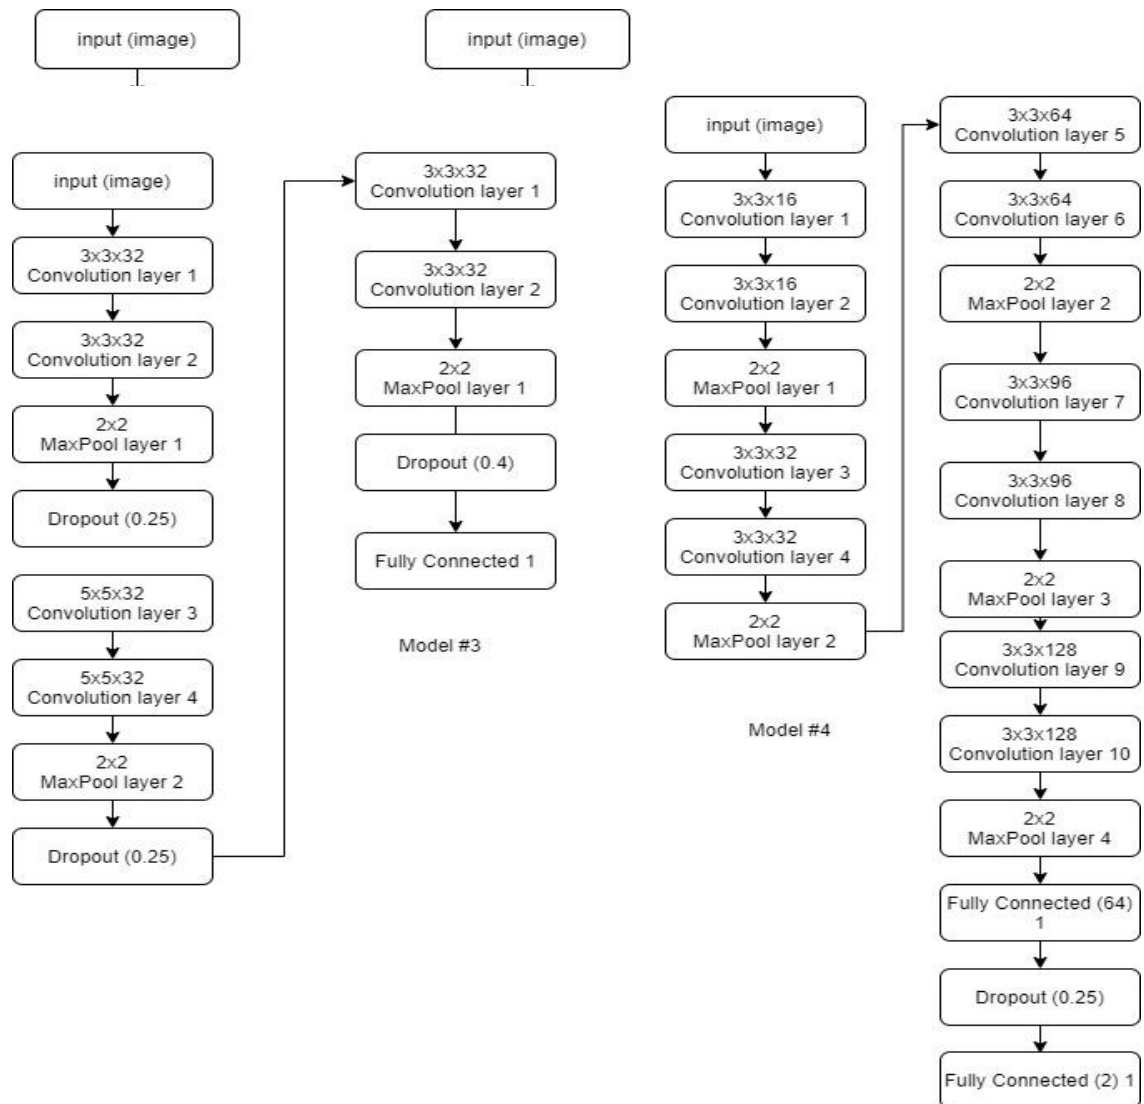 input (image)
input (image)
input (image)
3x3x32
Convolution layer 1
3x3x32
Convolution layer 2
2x2
MaxPool layer 1
Dropout (0.25)
5x5x32
Convolution layer 3
5x5x32
Convolution layer 4
2x2
MaxPool layer 2
Dropout (0.25)
3x3x32
Convolution layer 1
3x3x32
Convolution layer 2
2x2
MaxPool layer 1
Dropout (0.4)
Fully Connected 1
Model #3
input (image)
3x3x16
Convolution layer 1
3x3x16
Convolution layer 2
2x2
MaxPool layer 1
3x3x32
Convolution layer 3
3x3x32
Convolution layer 4
2x2
MaxPool layer 2
Model #4
3x3x64
Convolution layer 5
3x3x64
Convolution layer 6
2x2
MaxPool layer 2
3x3x96
Convolution layer 7
3x3x96
Convolution layer 8
2x2
MaxPool layer 3
3x3x128
Convolution layer 9
3x3x128
Convolution layer 10
2x2
MaxPool layer 4
Fully Connected (64)
1
Dropout (0.25)
Fully Connected (2) 1